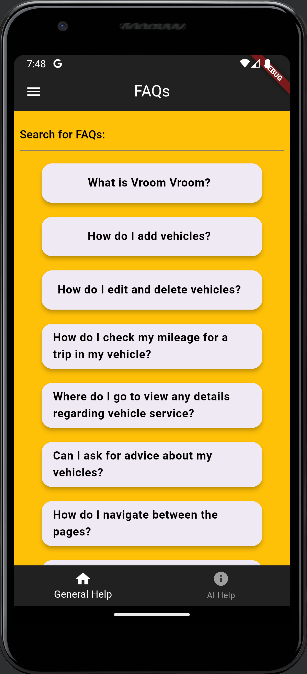 7:48 G
DEBUG
FAQs
Search for FAQs:
What is Vroom Vroom?
How do I add vehicles?
How do I edit and delete vehicles?
How do I check my mileage for a
trip in my vehicle?
Where do I go to view any details
regarding vehicle service?
Can I ask for advice about my
vehicles?
How do I navigate between the
pages?
General Help
AI Help